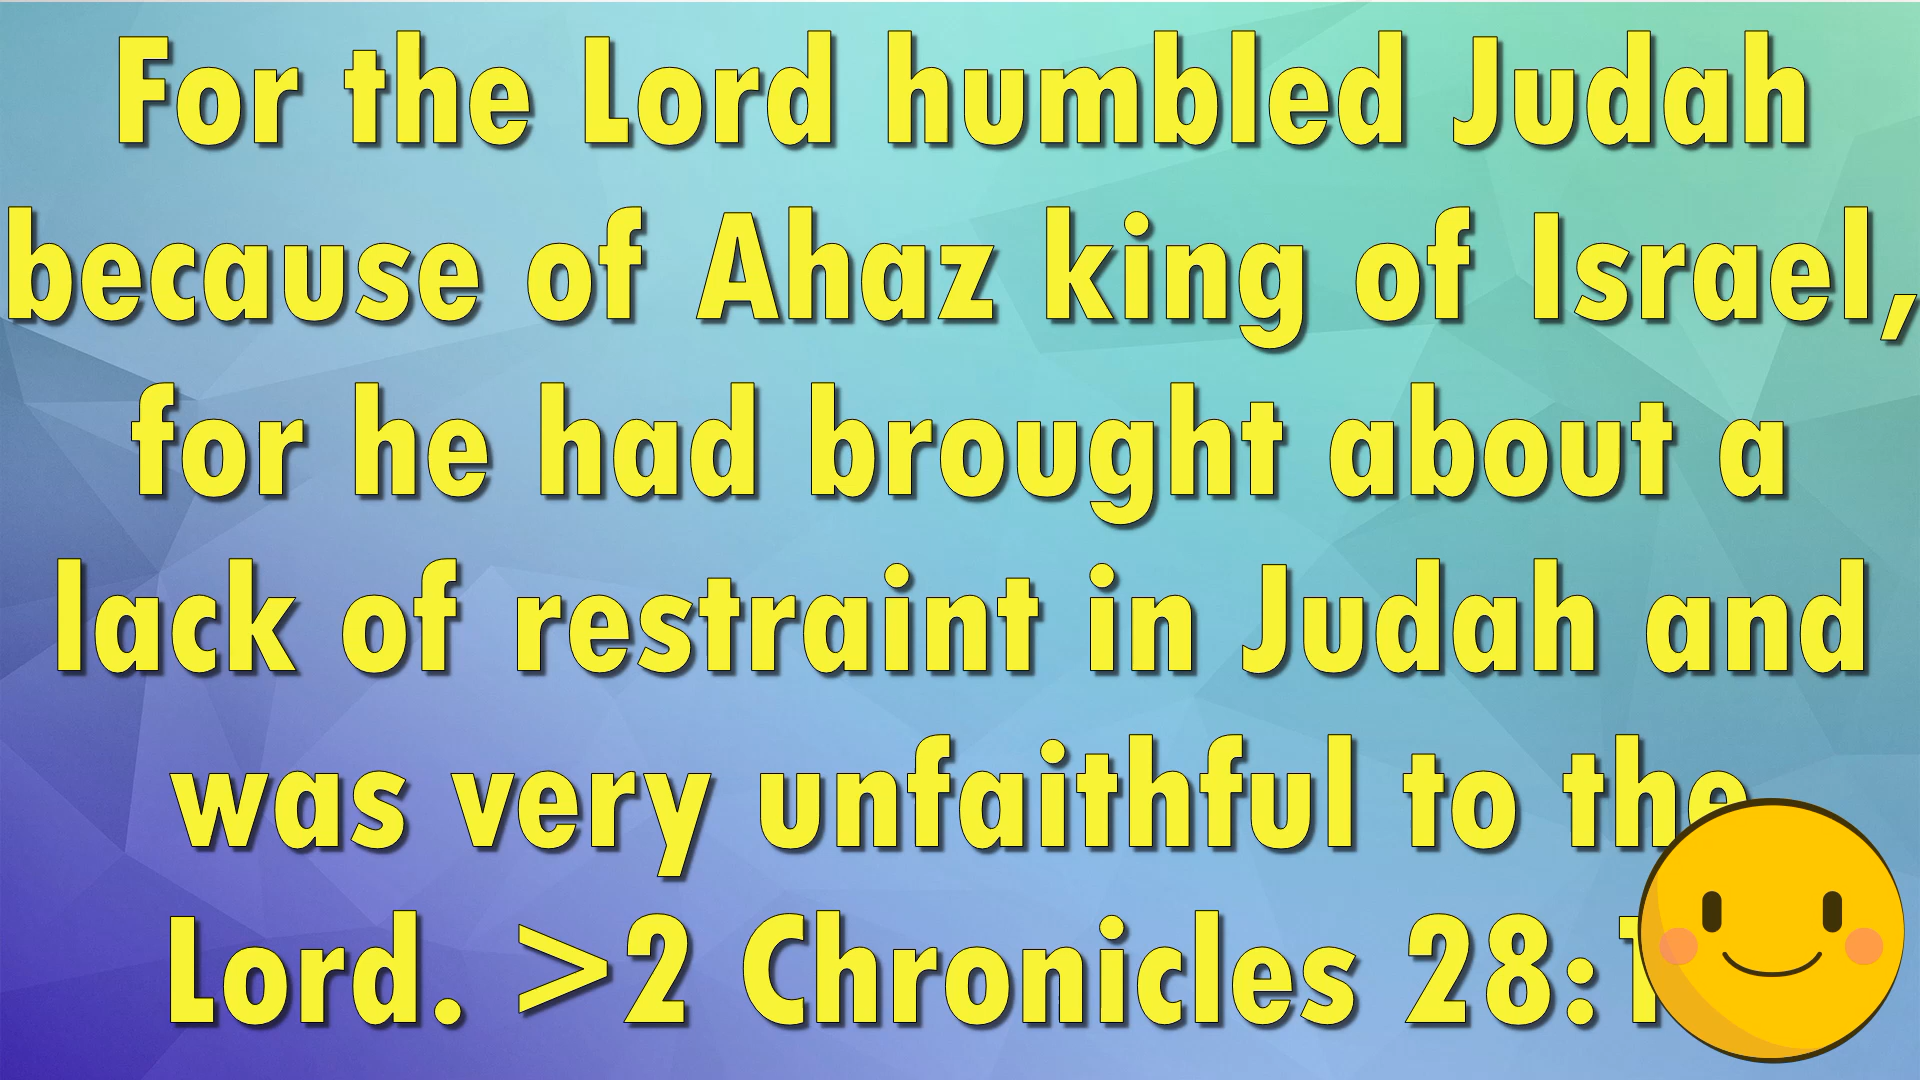 For the Lord humbled Judah
because of Ahaz king of Israel,
for he had brought about a
lack of restraint in Judah and
was very unfaithful to the
Lord. >2 Chronicles 28:1